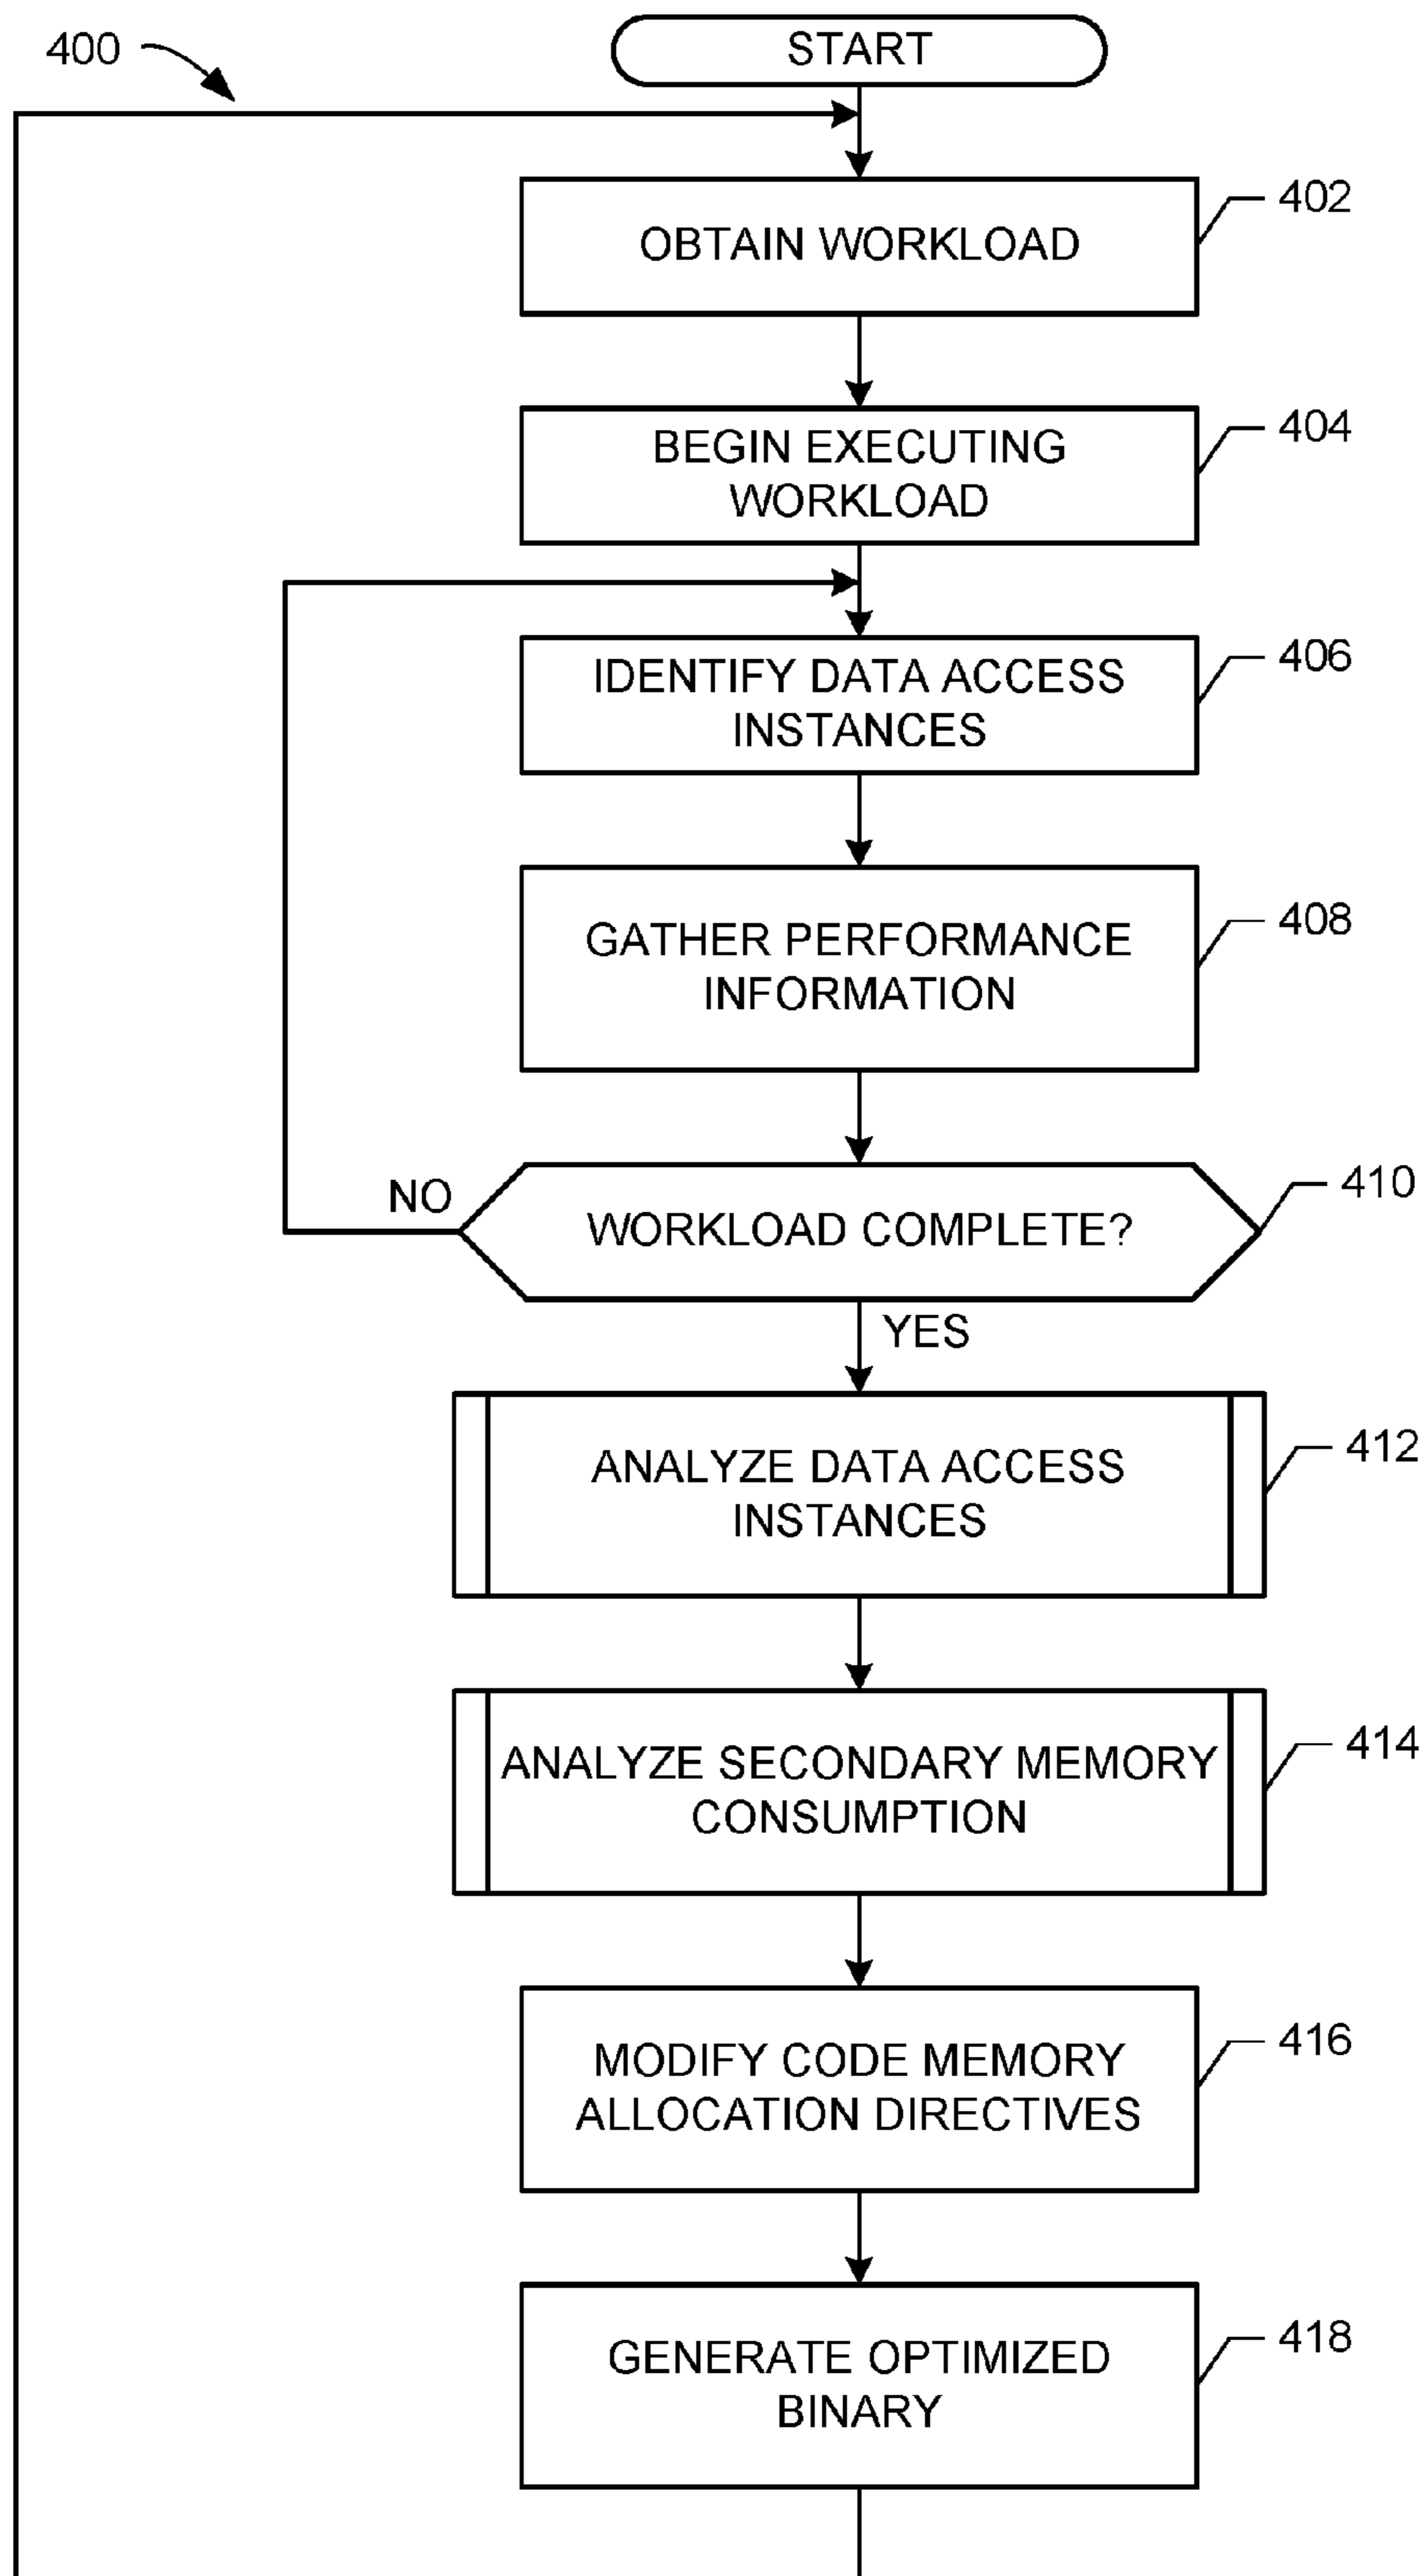 400
START
402
OBTAIN WORKLOAD
404
BEGIN EXECUTING
WORKLOAD
406
IDENTIFY DATA ACCESS
INSTANCES
408
GATHER PERFORMANCE
INFORMATION
410
NO
WORKLOAD COMPLETE?
YES
412
ANALYZE DATA ACCESS
INSTANCES
414
ANALYZE SECONDARY MEMORY
CONSUMPTION
416
MODIFY CODE MEMORY
ALLOCATION DIRECTIVES
418
GENERATE OPTIMIZED
BINARY